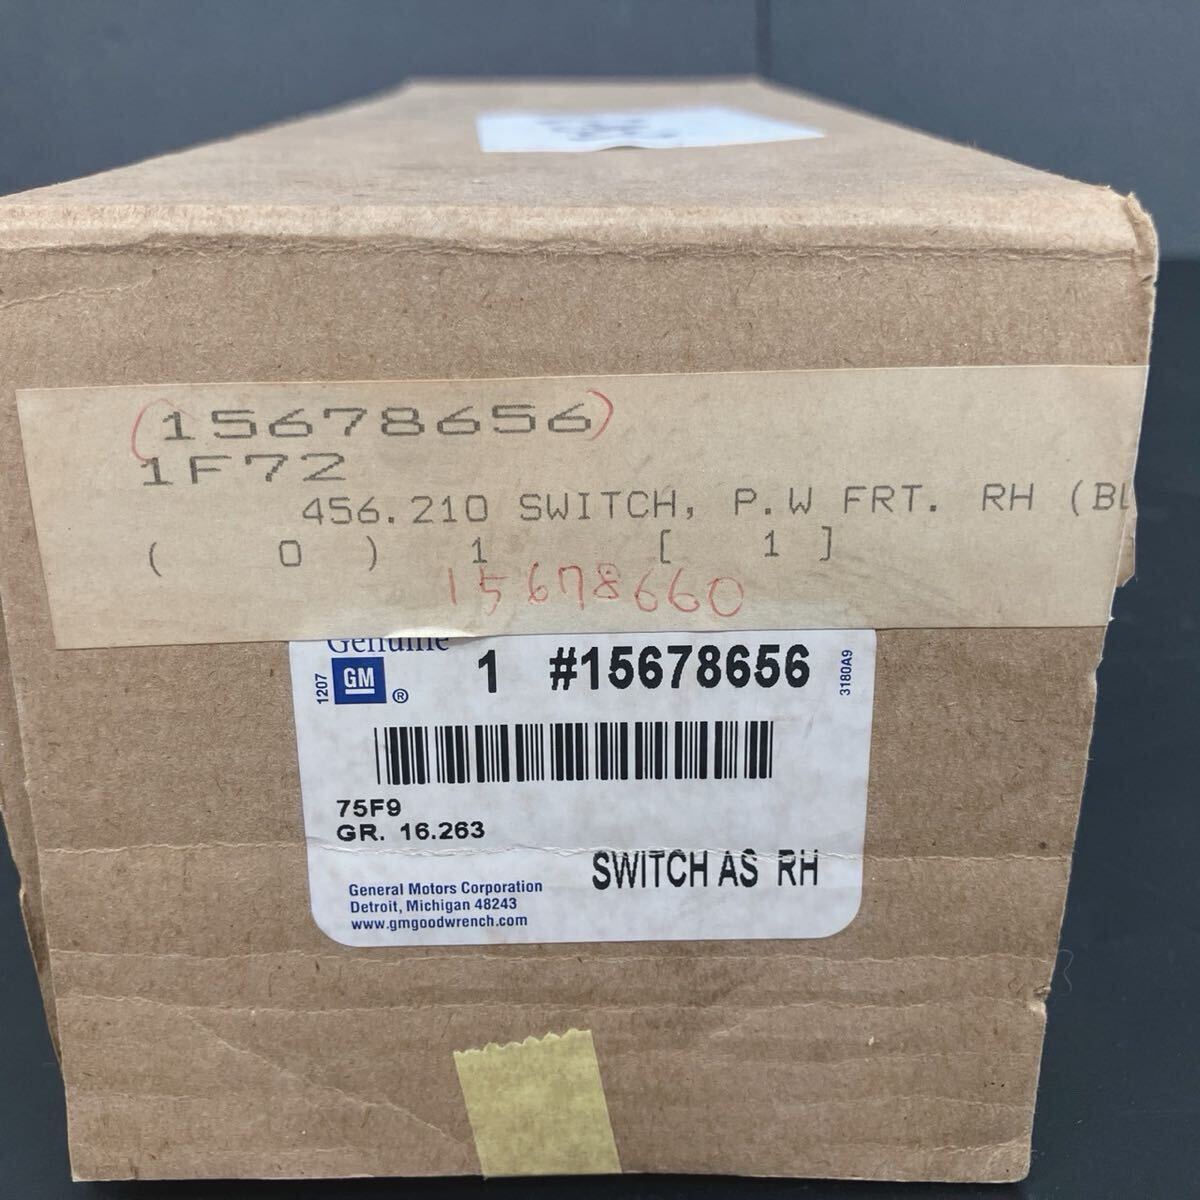 (15678656)
1F72
456.210 SWITCH, P.W FRT. RH (BL
( 0 ) 1 [ 1 ]
15678660
Genuine
1207
GM ®
1 #15678656
3180A9
75F9
GR. 16.263
SWITCH AS RH
General Motors Corporation
Detroit, Michigan 48243
www.gmgoodwrench.com